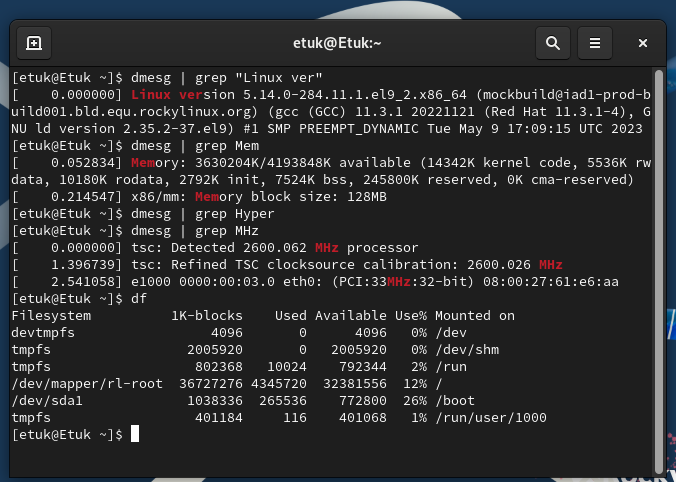 etuk@Etuk:~
[etuk@Etuk ~]$ dmesg | grep "Linux ver"
[    0.000000] Linux version 5.14.0-284.11.1.el9_2.x86_64 (mockbuild@iad1-prod-b
uild001.bld.equ.rockylinux.org) (gcc (GCC) 11.3.1 20221121 (Red Hat 11.3.1-4), G
NU ld version 2.35.2-37.el9) #1 SMP PREEMPT_DYNAMIC Tue May 9 17:09:15 UTC 2023
[etuk@Etuk ~]$ dmesg | grep Mem
[    0.052834] Memory: 3630204K/4193848K available (14342K kernel code, 5536K rw
data, 10180K rodata, 2792K init, 7524K bss, 245800K reserved, 0K cma-reserved)
[    0.214547] x86/mm: Memory block size: 128MB
[etuk@Etuk ~]$ dmesg | grep Hyper
[etuk@Etuk ~]$ dmesg | grep MHz
[    0.000000] tsc: Detected 2600.062 MHz processor
[    1.396739] tsc: Refined TSC clocksource calibration: 2600.026 MHz
[    2.541058] e1000 0000:00:03.0 eth0: (PCI:33MHz:32-bit) 08:00:27:61:e6:aa
[etuk@Etuk ~]$ df
Filesystem          1K-blocks    Used Available Use% Mounted on
devtmpfs                 4096       0      4096   0% /dev
tmpfs                 2005920       0   2005920   0% /dev/shm
tmpfs                  802368   10024    792344   2% /run
/dev/mapper/rl-root  36727276 4345720  32381556  12% /
/dev/sda1             1038336  265536    772800  26% /boot
tmpfs                  401184     116    401068   1% /run/user/1000
[etuk@Etuk ~]$